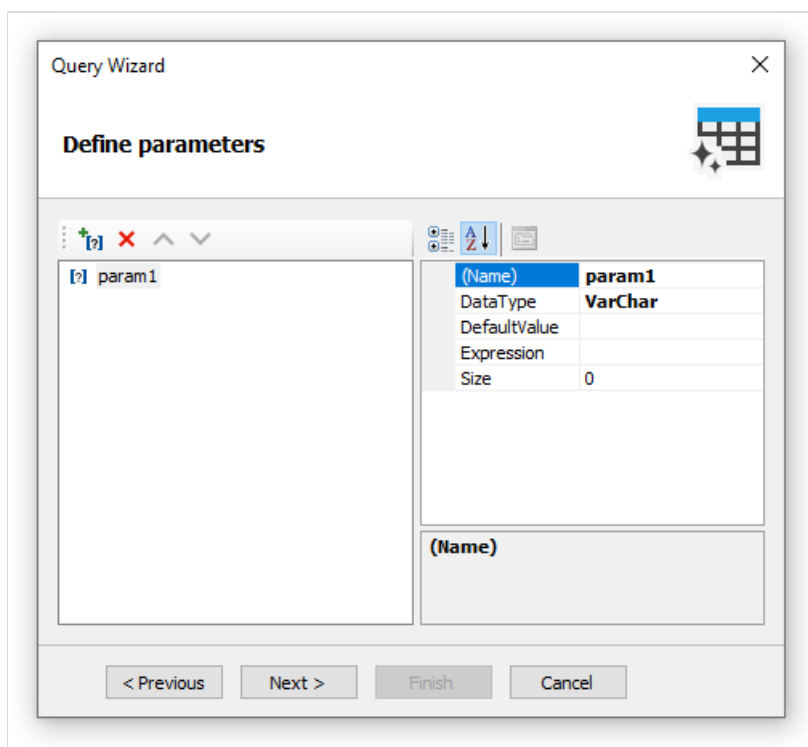 Query Wizard
Define parameters
[?] param1
(Name) param1
DataType VarChar
DefaultValue
Expression
Size 0
(Name)
< Previous Next > Finish Cancel